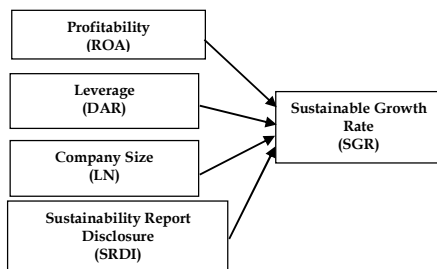 Profitability
(ROA)
Leverage
(DAR)
Company Size
(LN)
Sustainability Report
Disclosure
(SRDI)
Sustainable Growth
Rate
(SGR)